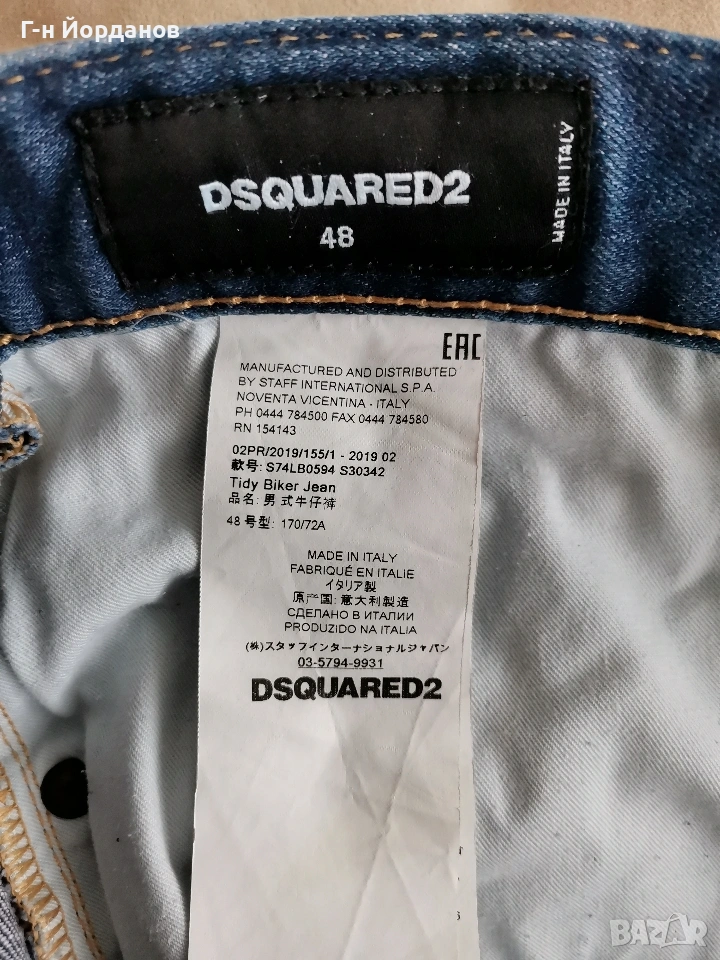 Г-н Йорданов
DSQUARED2
48
MADE IN ITALY
EAC
MANUFACTURED AND DISTRIBUTED
BY STAFF INTERNATIONAL S.P.A.
NOVENTA VICENTINA - ITALY
PH 0444 784500 FAX 0444 784580
RN 154143
02PR/2019/155/1 - 2019 02
款号: S74LB0594 S30342
Tidy Biker Jean
品名: 男式牛仔裤
48 号型: 170/72A
MADE IN ITALY
FABRIQUÉ EN ITALIE
イタリア製
原产国: 意大利製造
СДЕЛАНО В ИТАЛИИ
PRODUZIDO NA ITALIA
(株)スタッフインターナショナルジャパン
03-5794-9931
DSQUARED2
BAZAR